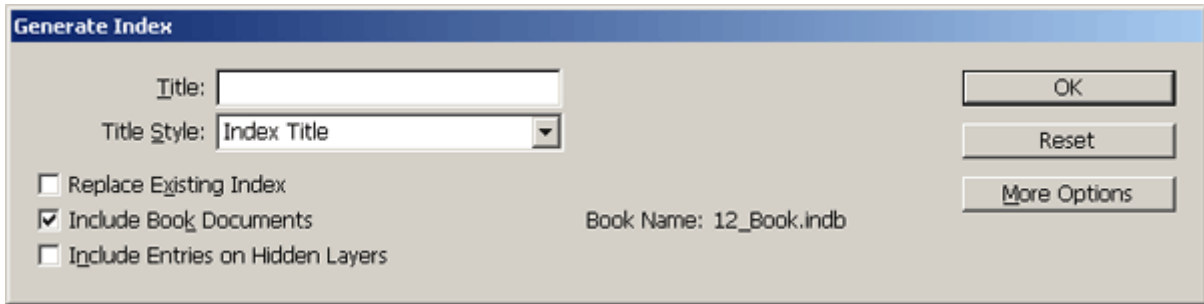 Generate Index
Title:
OK
Title Style: Index Title
Reset
Replace Existing Index
More Options
Include Book Documents
Book Name: 12_Book.indb
Include Entries on Hidden Layers